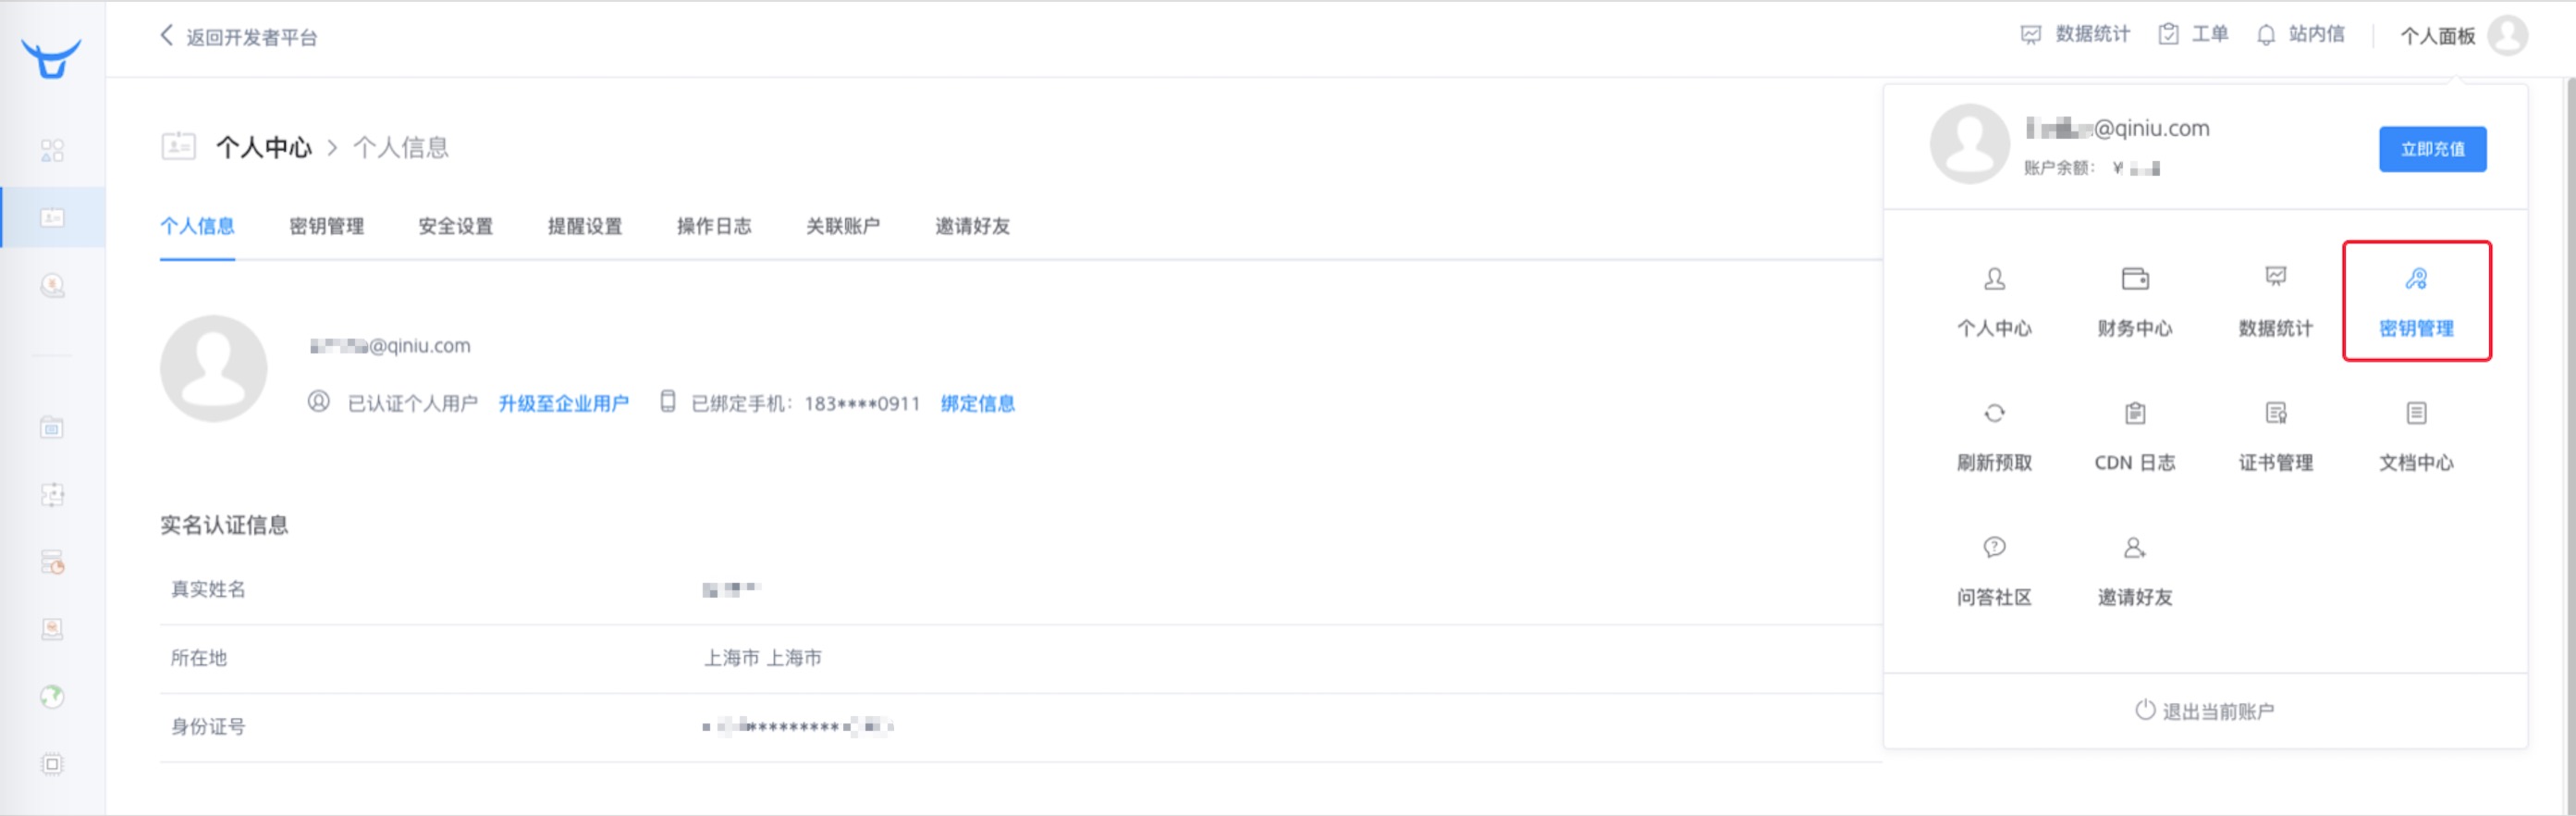 返回开发者平台
数据统计 工单 站内信 个人面板
个人中心 > 个人信息
个人信息 密钥管理 安全设置 提醒设置 操作日志 关联账户 邀请好友
@qiniu.com
已认证个人用户 升级至企业用户 已绑定手机：183****0911 绑定信息
实名认证信息
真实姓名
所在地 上海市 上海市
身份证号 **********
@qiniu.com
账户余额： ¥
立即充值
个人中心 财务中心 数据统计 密钥管理
刷新预取 CDN 日志 证书管理 文档中心
问答社区 邀请好友
退出当前账户